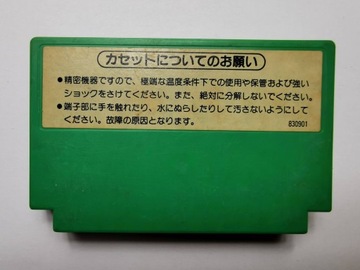 カセットについてのお願い
●精密機器ですので、極端な温度条件下での使用や保管および強い
ショックをさけてください。また、絶対に分解しないでください。
●端子部に手を触れたり、水にぬらしたりして汚さないようにして
ください。故障の原因となります。
830901